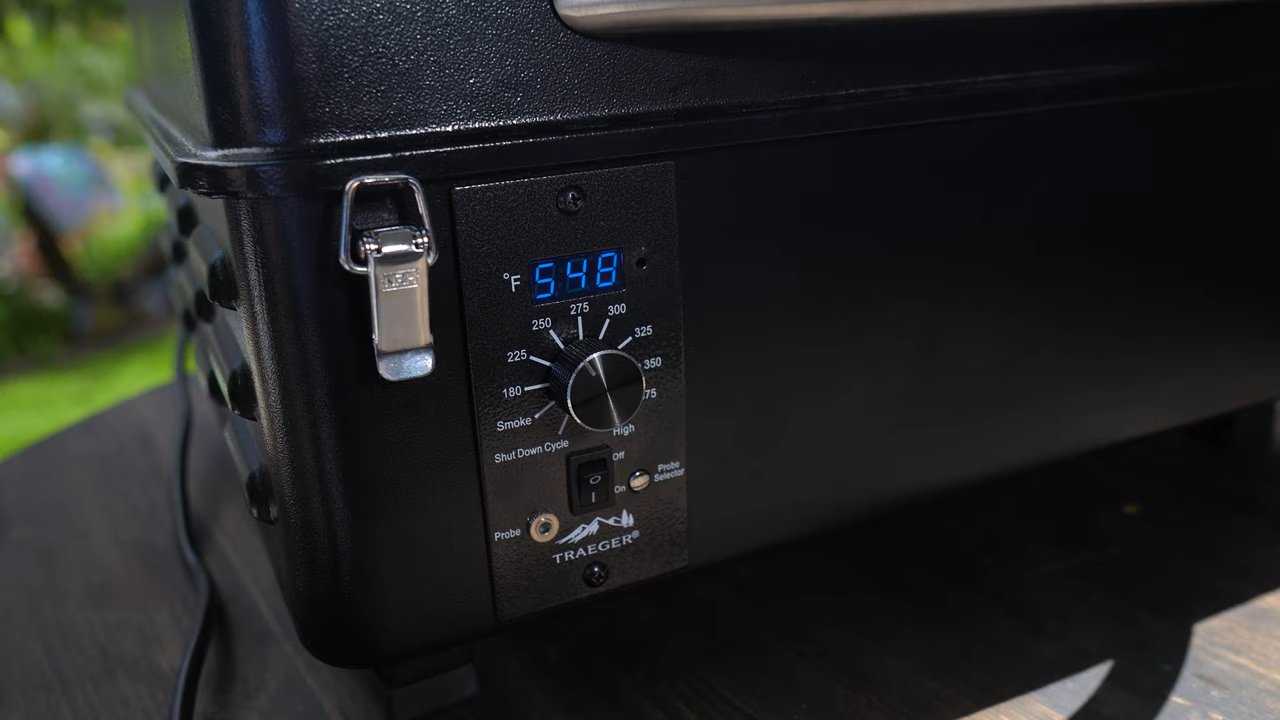 °F 548
275
250
300
225
325
180
350
75
Smoke
High
Shut Down Cycle
Off
Probe
Selector
On
Probe
TRAEGER®